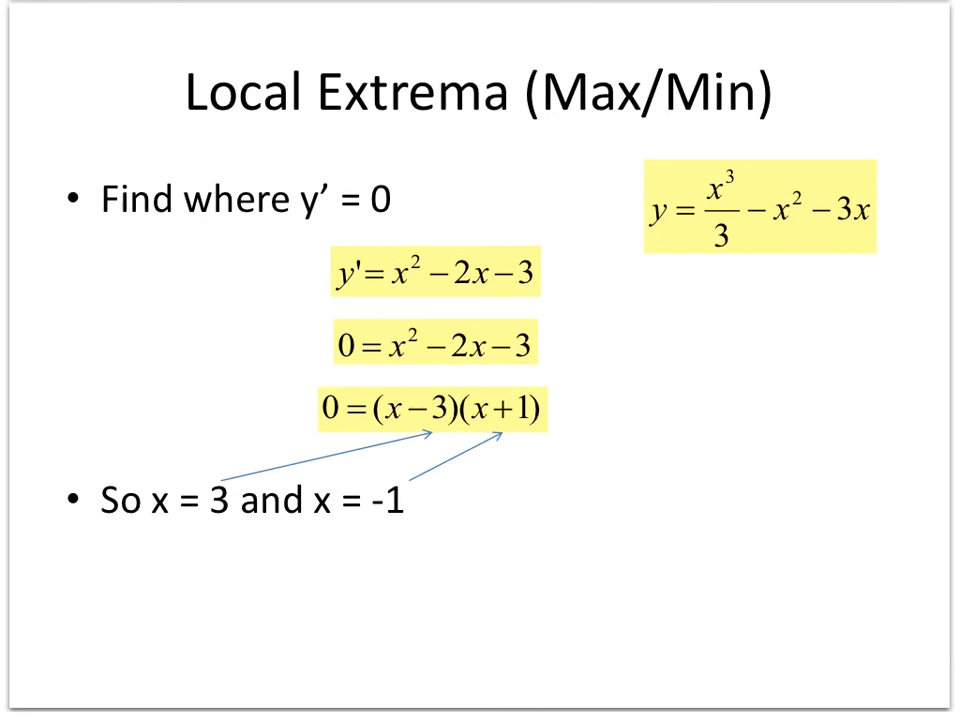 Local Extrema (Max/Min)
• Find where y’ = 0
y = x³/3 − x² − 3x
y' = x² − 2x − 3
0 = x² − 2x − 3
0 = (x − 3)(x + 1)
• So x = 3 and x = -1